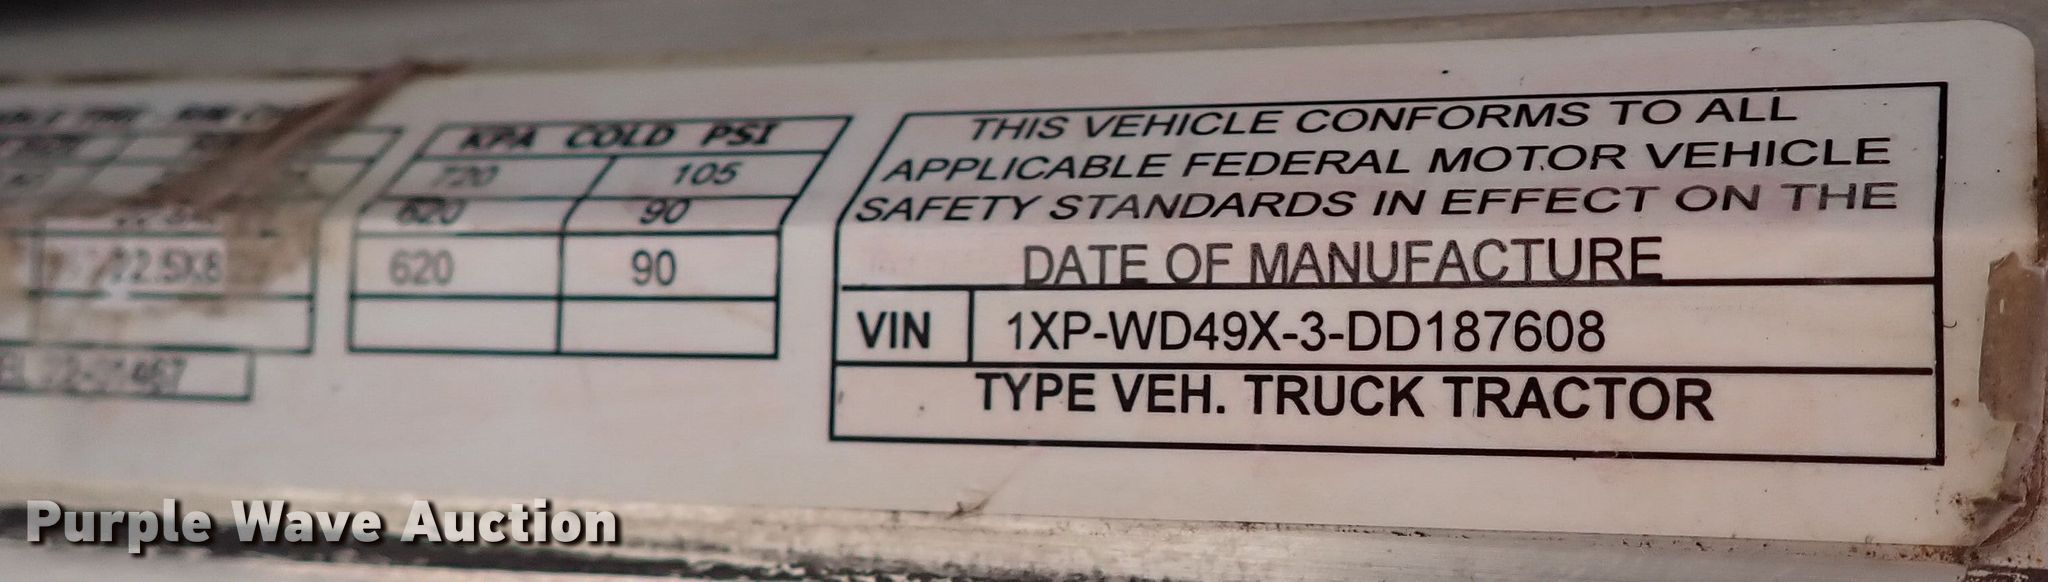 KPA COLD PSI
720 105
620 90
22.5X8 620 90
THIS VEHICLE CONFORMS TO ALL
APPLICABLE FEDERAL MOTOR VEHICLE
SAFETY STANDARDS IN EFFECT ON THE
DATE OF MANUFACTURE
VIN 1XP-WD49X-3-DD187608
TYPE VEH. TRUCK TRACTOR
Purple Wave Auction